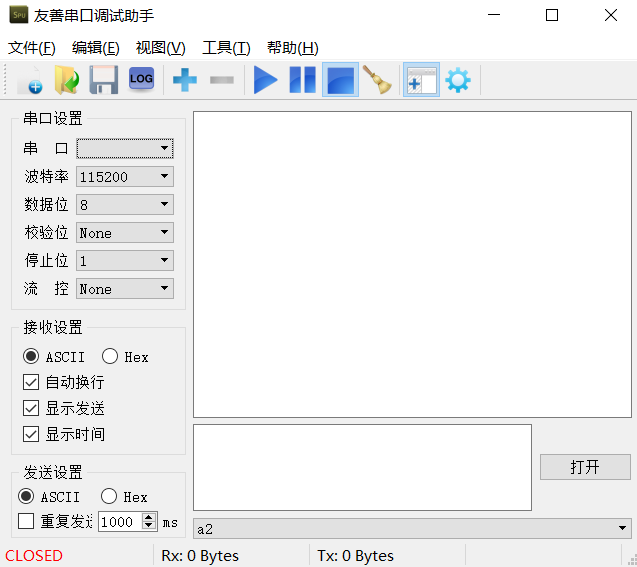 友善串口调试助手
文件(F) 编辑(E) 视图(V) 工具(T) 帮助(H)
LOG
串口设置
串 口
波特率 115200
数据位 8
校验位 None
停止位 1
流 控 None
接收设置
ASCII Hex
自动换行
显示发送
显示时间
发送设置
ASCII Hex
重复发送 1000 ms
打开
a2
CLOSED Rx: 0 Bytes Tx: 0 Bytes